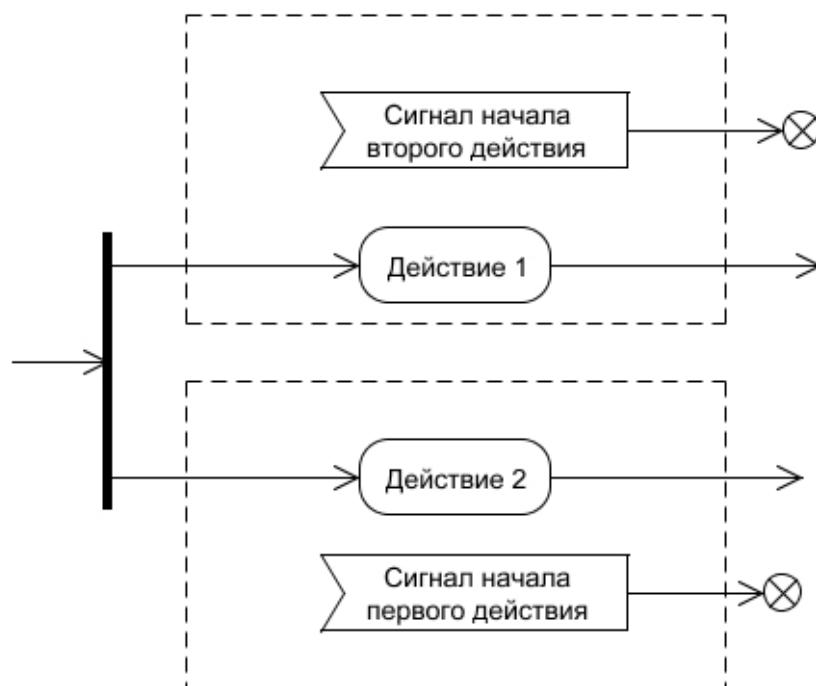 Сигнал начала
второго действия
Действие 1
Действие 2
Сигнал начала
первого действия